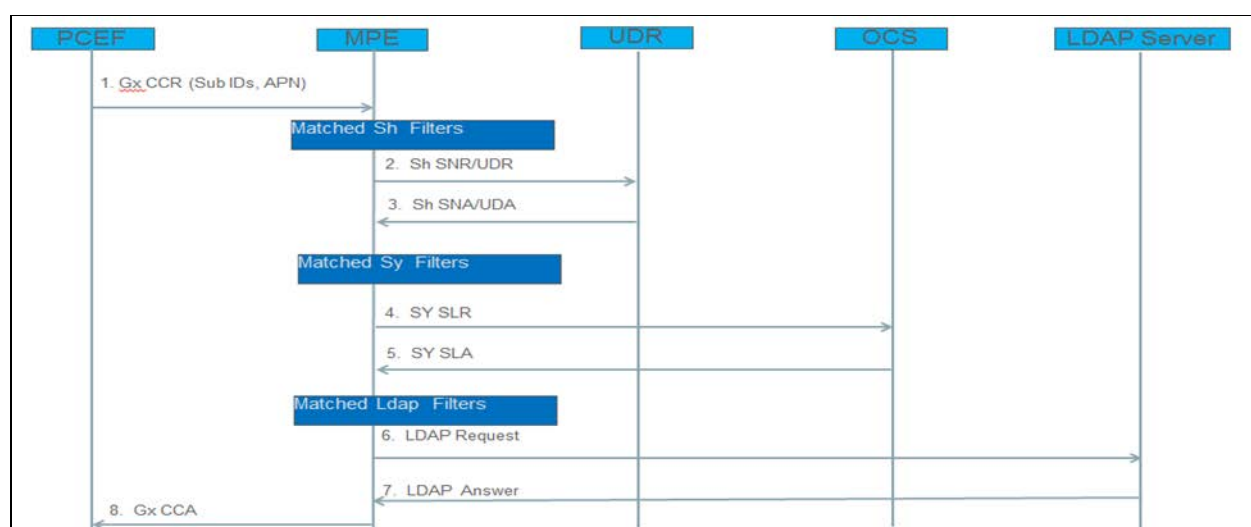 PCEF MPE UDR OCS LDAP Server
1. Gx CCR (Sub IDs, APN)
Matched Sh Filters
2. Sh SNR/UDR
3. Sh SNA/UDA
Matched Sy Filters
4. SY SLR
5. SY SLA
Matched Ldap Filters
6. LDAP Request
7. LDAP Answer
8. Gx CCA